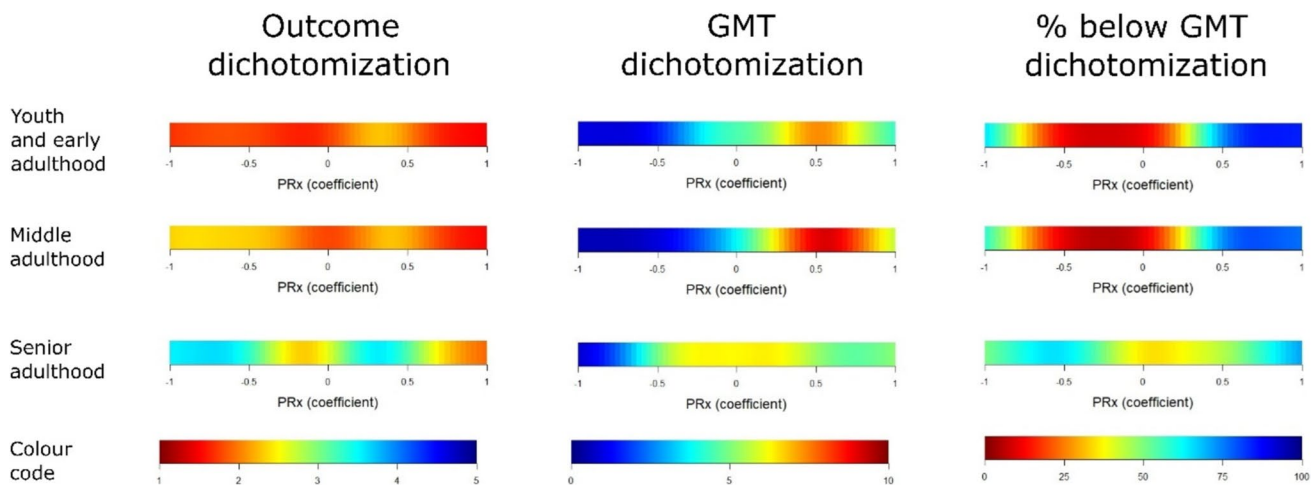 Outcome
dichotomization
GMT
dichotomization
% below GMT
dichotomization
Youth
and early
adulthood
-1 -0.5 0 0.5 1
PRx (coefficient)
-1 -0.5 0 0.5 1
PRx (coefficient)
-1 -0.5 0 0.5 1
PRx (coefficient)
Middle
adulthood
-1 -0.5 0 0.5 1
PRx (coefficient)
-1 -0.5 0 0.5 1
PRx (coefficient)
-1 -0.5 0 0.5 1
PRx (coefficient)
Senior
adulthood
-1 -0.5 0 0.5 1
PRx (coefficient)
-1 -0.5 0 0.5 1
PRx (coefficient)
-1 -0.5 0 0.5 1
PRx (coefficient)
Colour
code
1 2 3 4 5
0 5 10
0 25 50 75 100